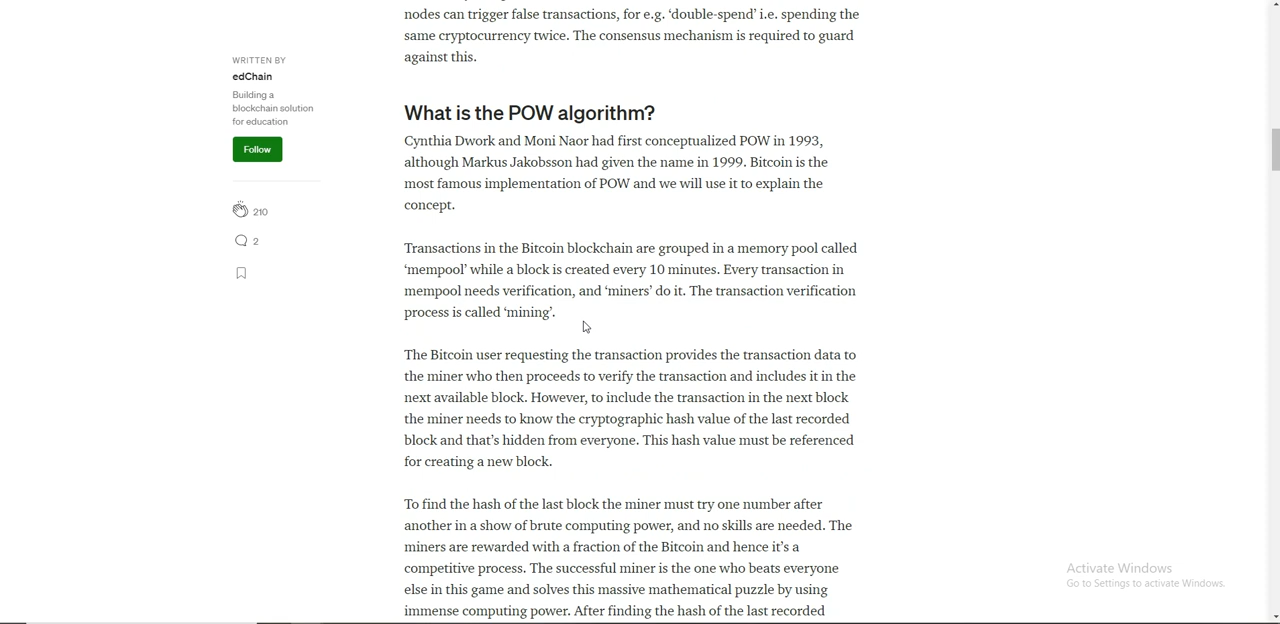 nodes can trigger false transactions, for e.g. ‘double-spend’ i.e. spending the
same cryptocurrency twice. The consensus mechanism is required to guard
against this.
WRITTEN BY
edChain
Building a
blockchain solution
for education
Follow
210
2
What is the POW algorithm?
Cynthia Dwork and Moni Naor had first conceptualized POW in 1993,
although Markus Jakobsson had given the name in 1999. Bitcoin is the
most famous implementation of POW and we will use it to explain the
concept.
Transactions in the Bitcoin blockchain are grouped in a memory pool called
‘mempool’ while a block is created every 10 minutes. Every transaction in
mempool needs verification, and ‘miners’ do it. The transaction verification
process is called ‘mining’.
The Bitcoin user requesting the transaction provides the transaction data to
the miner who then proceeds to verify the transaction and includes it in the
next available block. However, to include the transaction in the next block
the miner needs to know the cryptographic hash value of the last recorded
block and that’s hidden from everyone. This hash value must be referenced
for creating a new block.
To find the hash of the last block the miner must try one number after
another in a show of brute computing power, and no skills are needed. The
miners are rewarded with a fraction of the Bitcoin and hence it’s a
competitive process. The successful miner is the one who beats everyone
else in this game and solves this massive mathematical puzzle by using
immense computing power. After finding the hash of the last recorded
Activate Windows
Go to Settings to activate Windows.